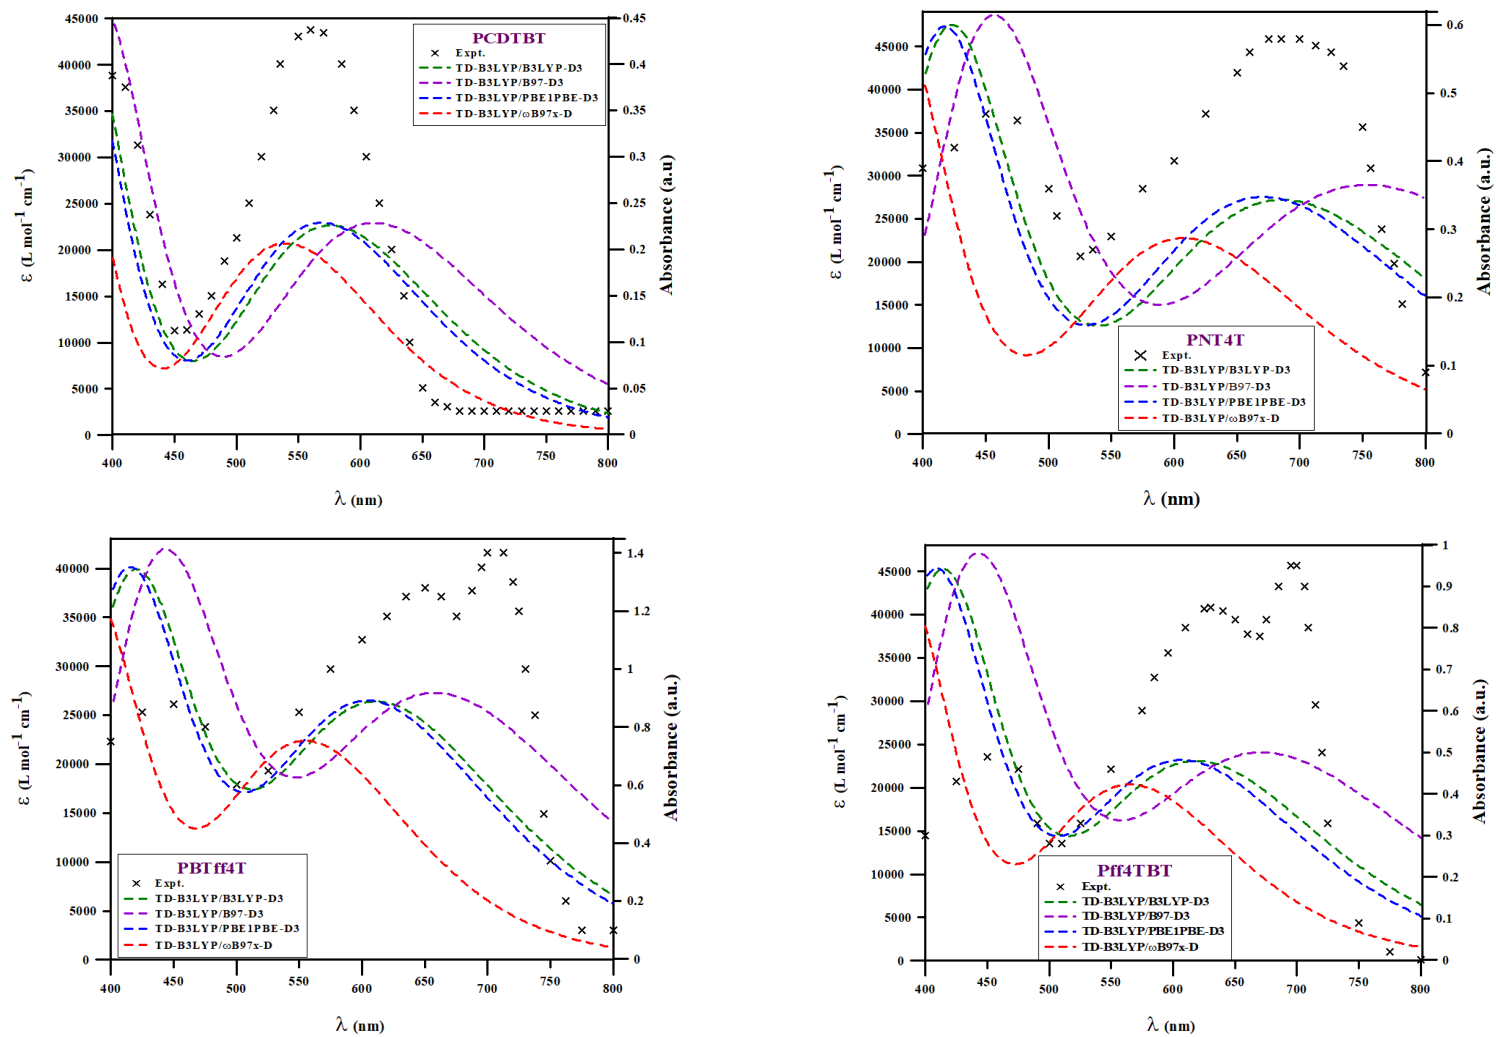 PCDTBT
Expt.
TD-B3LYP/B3LYP-D3
TD-B3LYP/B97-D3
TD-B3LYP/PBE1PBE-D3
TD-B3LYP/ωB97x-D
45000
40000
35000
30000
25000
20000
15000
10000
5000
0
0.45
0.4
0.35
0.3
0.25
0.2
0.15
0.1
0.05
0
400 450 500 550 600 650 700 750 800
ε (L mol⁻¹ cm⁻¹)
Absorbance (a.u)
λ (nm)
PNT4T
Expt.
TD-B3LYP/B3LYP-D3
TD-B3LYP/B97-D3
TD-B3LYP/PBE1PBE-D3
TD-B3LYP/ωB97x-D
45000
40000
35000
30000
25000
20000
15000
10000
5000
0
0.6
0.5
0.4
0.3
0.2
0.1
0
400 450 500 550 600 650 700 750 800
ε (L mol⁻¹ cm⁻¹)
Absorbance (a.u.)
λ (nm)
PBTff4T
Expt.
TD-B3LYP/B3LYP-D3
TD-B3LYP/B97-D3
TD-B3LYP/PBE1PBE-D3
TD-B3LYP/ωB97x-D
40000
35000
30000
25000
20000
15000
10000
5000
0
1.4
1.2
1
0.8
0.6
0.4
0.2
0
400 450 500 550 600 650 700 750 800
ε (L mol⁻¹ cm⁻¹)
Absorbance (a.u.)
λ (nm)
Pff4TBT
Expt.
TD-B3LYP/B3LYP-D3
TD-B3LYP/B97-D3
TD-B3LYP/PBE1PBE-D3
TD-B3LYP/ωB97x-D
45000
40000
35000
30000
25000
20000
15000
10000
5000
0
1
0.9
0.8
0.7
0.6
0.5
0.4
0.3
0.2
0.1
0
400 450 500 550 600 650 700 750 800
ε (L mol⁻¹ cm⁻¹)
Absorbance (a.u.)
λ (nm)